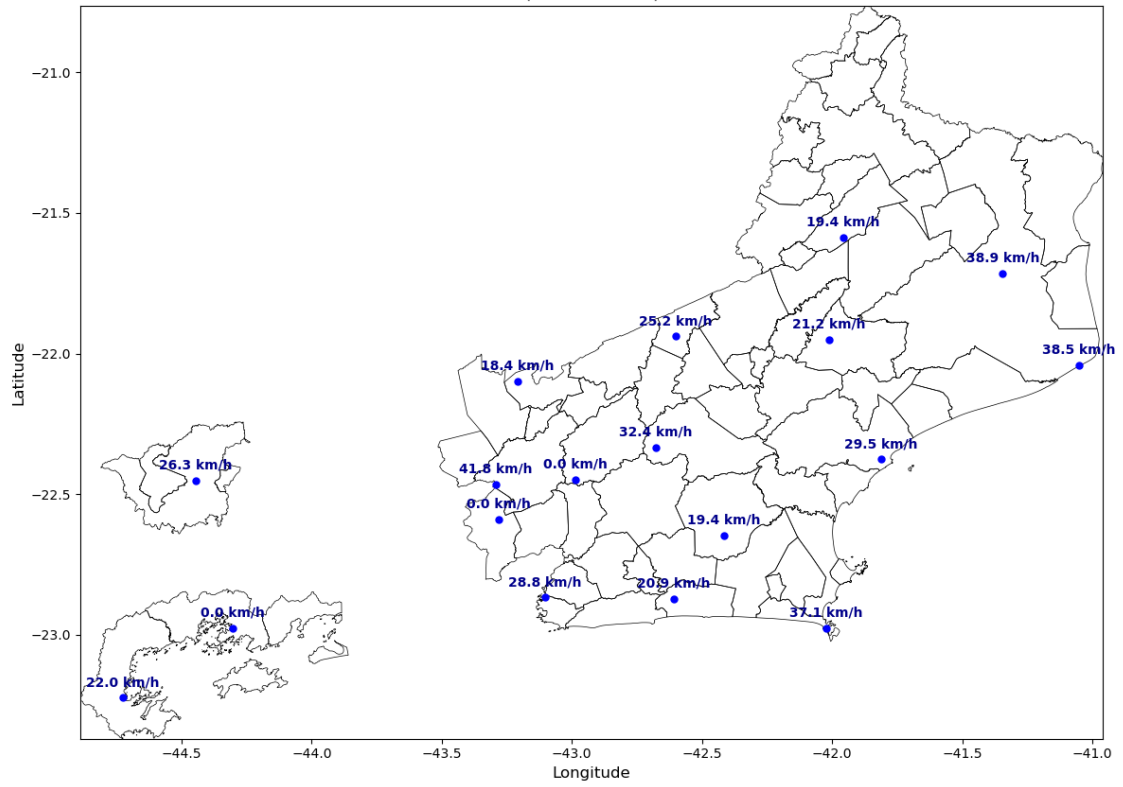 −21.0
−21.5
−22.0
−22.5
−23.0
Latitude
19.4 km/h
38.9 km/h
25.2 km/h
21.2 km/h
38.5 km/h
18.4 km/h
32.4 km/h
29.5 km/h
26.3 km/h
41.8 km/h
0.0 km/h
0.0 km/h
19.4 km/h
28.8 km/h
20.9 km/h
0.0 km/h
37.1 km/h
22.0 km/h
−44.5
−44.0
−43.5
−43.0
−42.5
−42.0
−41.5
−41.0
Longitude